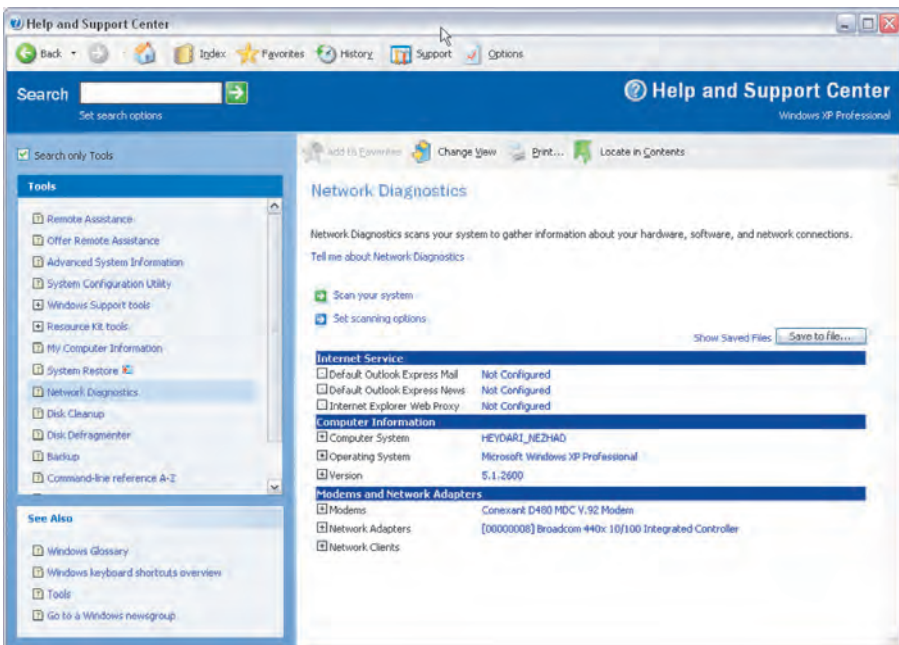 Help and Support Center
Back
Index
Favorites
History
Support
Options
Search
Set search options
Help and Support Center
Windows XP Professional
Search only Tools
Add to Favorites
Change View
Print...
Locate in Contents
Tools
Remote Assistance
Offer Remote Assistance
Advanced System Information
System Configuration Utility
Windows Support tools
Resource Kit tools
My Computer Information
System Restore
Network Diagnostics
Disk Cleanup
Disk Defragmenter
Backup
Command-line reference A-Z
See Also
Windows Glossary
Windows keyboard shortcuts overview
Tools
Go to a Windows newsgroup
Network Diagnostics
Network Diagnostics scans your system to gather information about your hardware, software, and network connections.
Tell me about Network Diagnostics
Scan your system
Set scanning options
Show Saved Files
Save to file...
Internet Service
Default Outlook Express Mail Not Configured
Default Outlook Express News Not Configured
Internet Explorer Web Proxy Not Configured
Computer Information
Computer System HEYDARI_NEZHAD
Operating System Microsoft Windows XP Professional
Version 5.1.2600
Modems and Network Adapters
Modems Conexant D480 MDC V.92 Modem
Network Adapters [00000008] Broadcom 440x 10/100 Integrated Controller
Network Clients